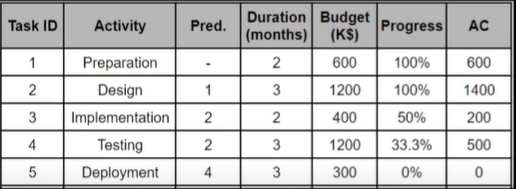 Task ID Activity Pred. Duration (months) Budget (K$) Progress AC
1 Preparation - 2 600 100% 600
2 Design 1 3 1200 100% 1400
3 Implementation 2 2 400 50% 200
4 Testing 2 3 1200 33.3% 500
5 Deployment 4 3 300 0% 0